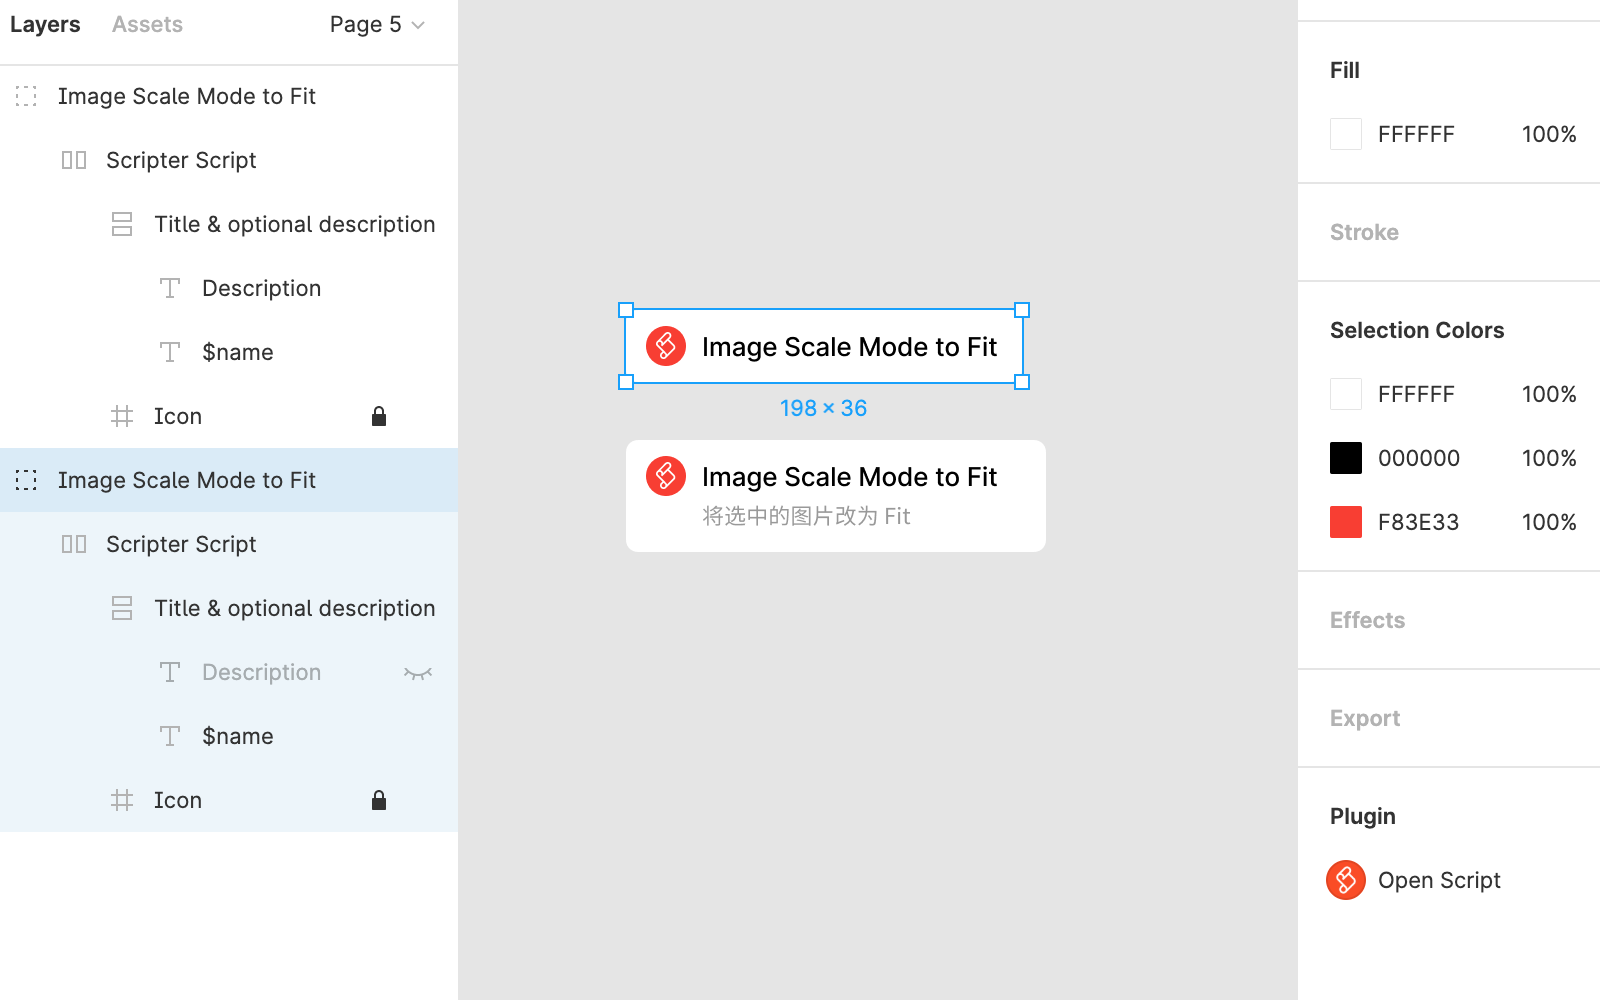 Layers
Assets
Page 5
Image Scale Mode to Fit
Scripter Script
Title & optional description
Description
$name
Icon
Image Scale Mode to Fit
Scripter Script
Title & optional description
Description
$name
Icon
Image Scale Mode to Fit
198 × 36
Image Scale Mode to Fit
将选中的图片改为 Fit
Fill
FFFFFF 100%
Stroke
Selection Colors
FFFFFF 100%
000000 100%
F83E33 100%
Effects
Export
Plugin
Open Script